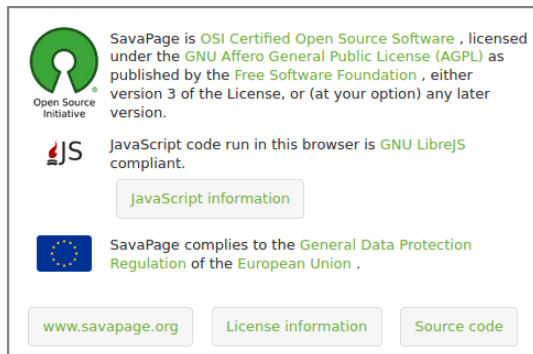 SavaPage is OSI Certified Open Source Software , licensed
under the GNU Affero General Public License (AGPL) as
published by the Free Software Foundation , either
version 3 of the License, or (at your option) any later
version.
Open Source
Initiative
JS
JavaScript code run in this browser is GNU LibreJS
compliant.
JavaScript information
SavaPage complies to the General Data Protection
Regulation of the European Union .
www.savapage.org
License information
Source code